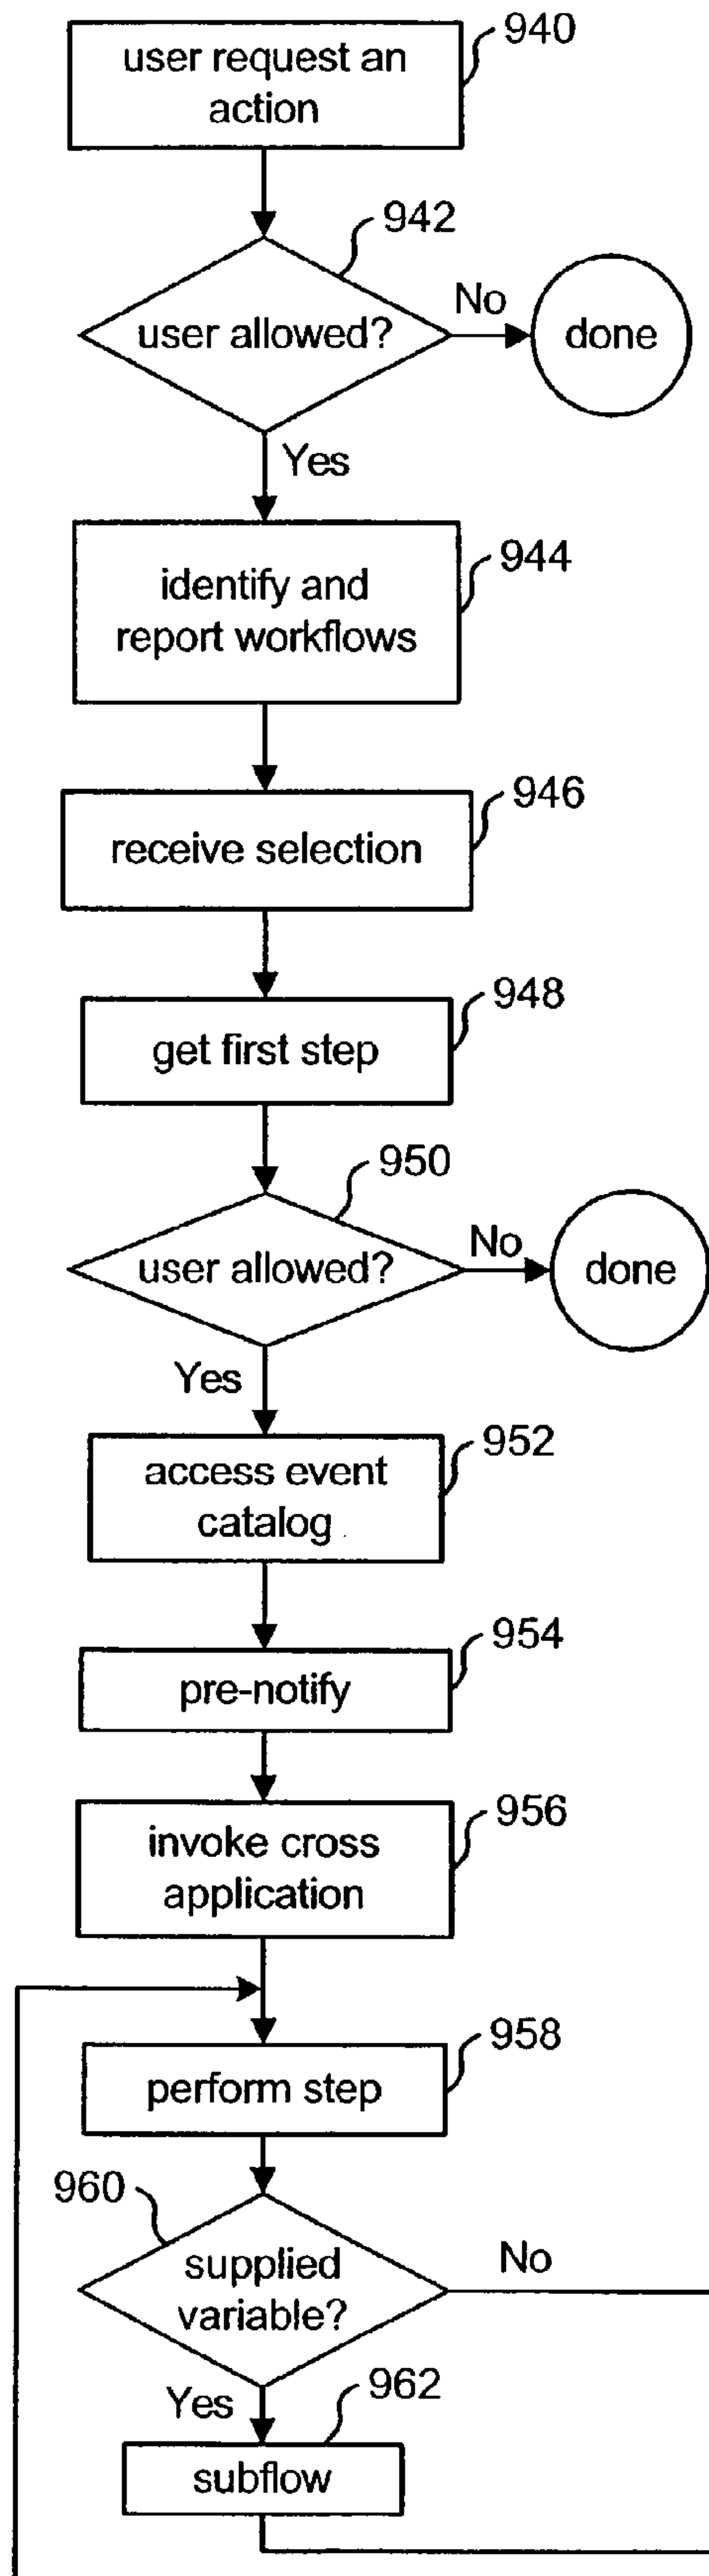 user request an
action
940
942
user allowed?
No
done
Yes
identify and
report workflows
944
946
receive selection
948
get first step
950
user allowed?
No
done
Yes
access event
catalog
952
954
pre-notify
956
invoke cross
application
958
perform step
960
supplied
variable?
No
Yes
962
subflow